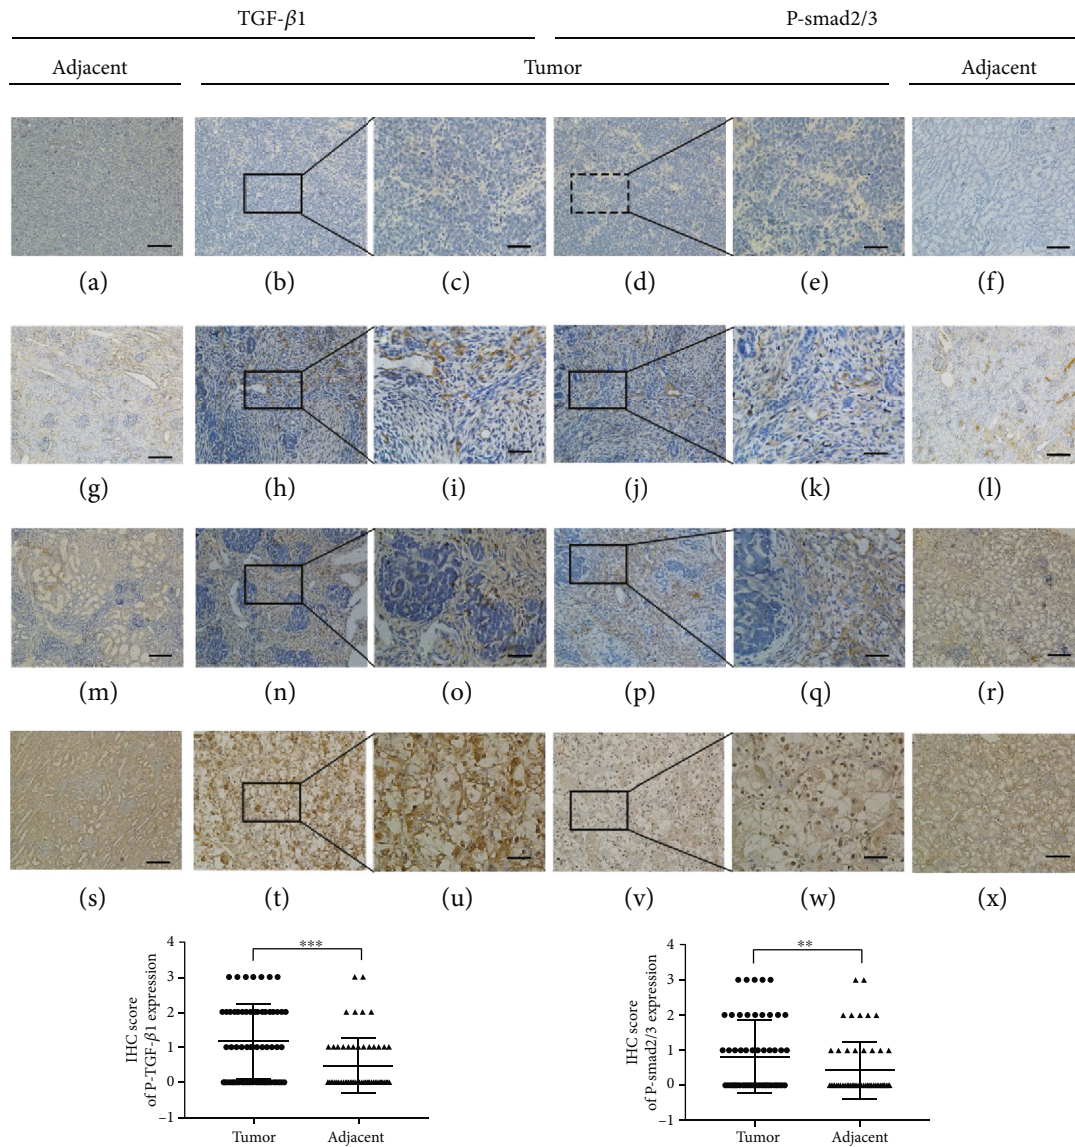 TGF-β1 P-smad2/3
Adjacent Tumor Adjacent
(a) (b) (c) (d) (e) (f)
(g) (h) (i) (j) (k) (l)
(m) (n) (o) (p) (q) (r)
(s) (t) (u) (v) (w) (x)
IHC score
of P-TGF-β1 expression
4
3
2
1
0
–1
***
Tumor Adjacent
IHC score
of P-smad2/3 expression
4
3
2
1
0
–1
**
Tumor Adjacent